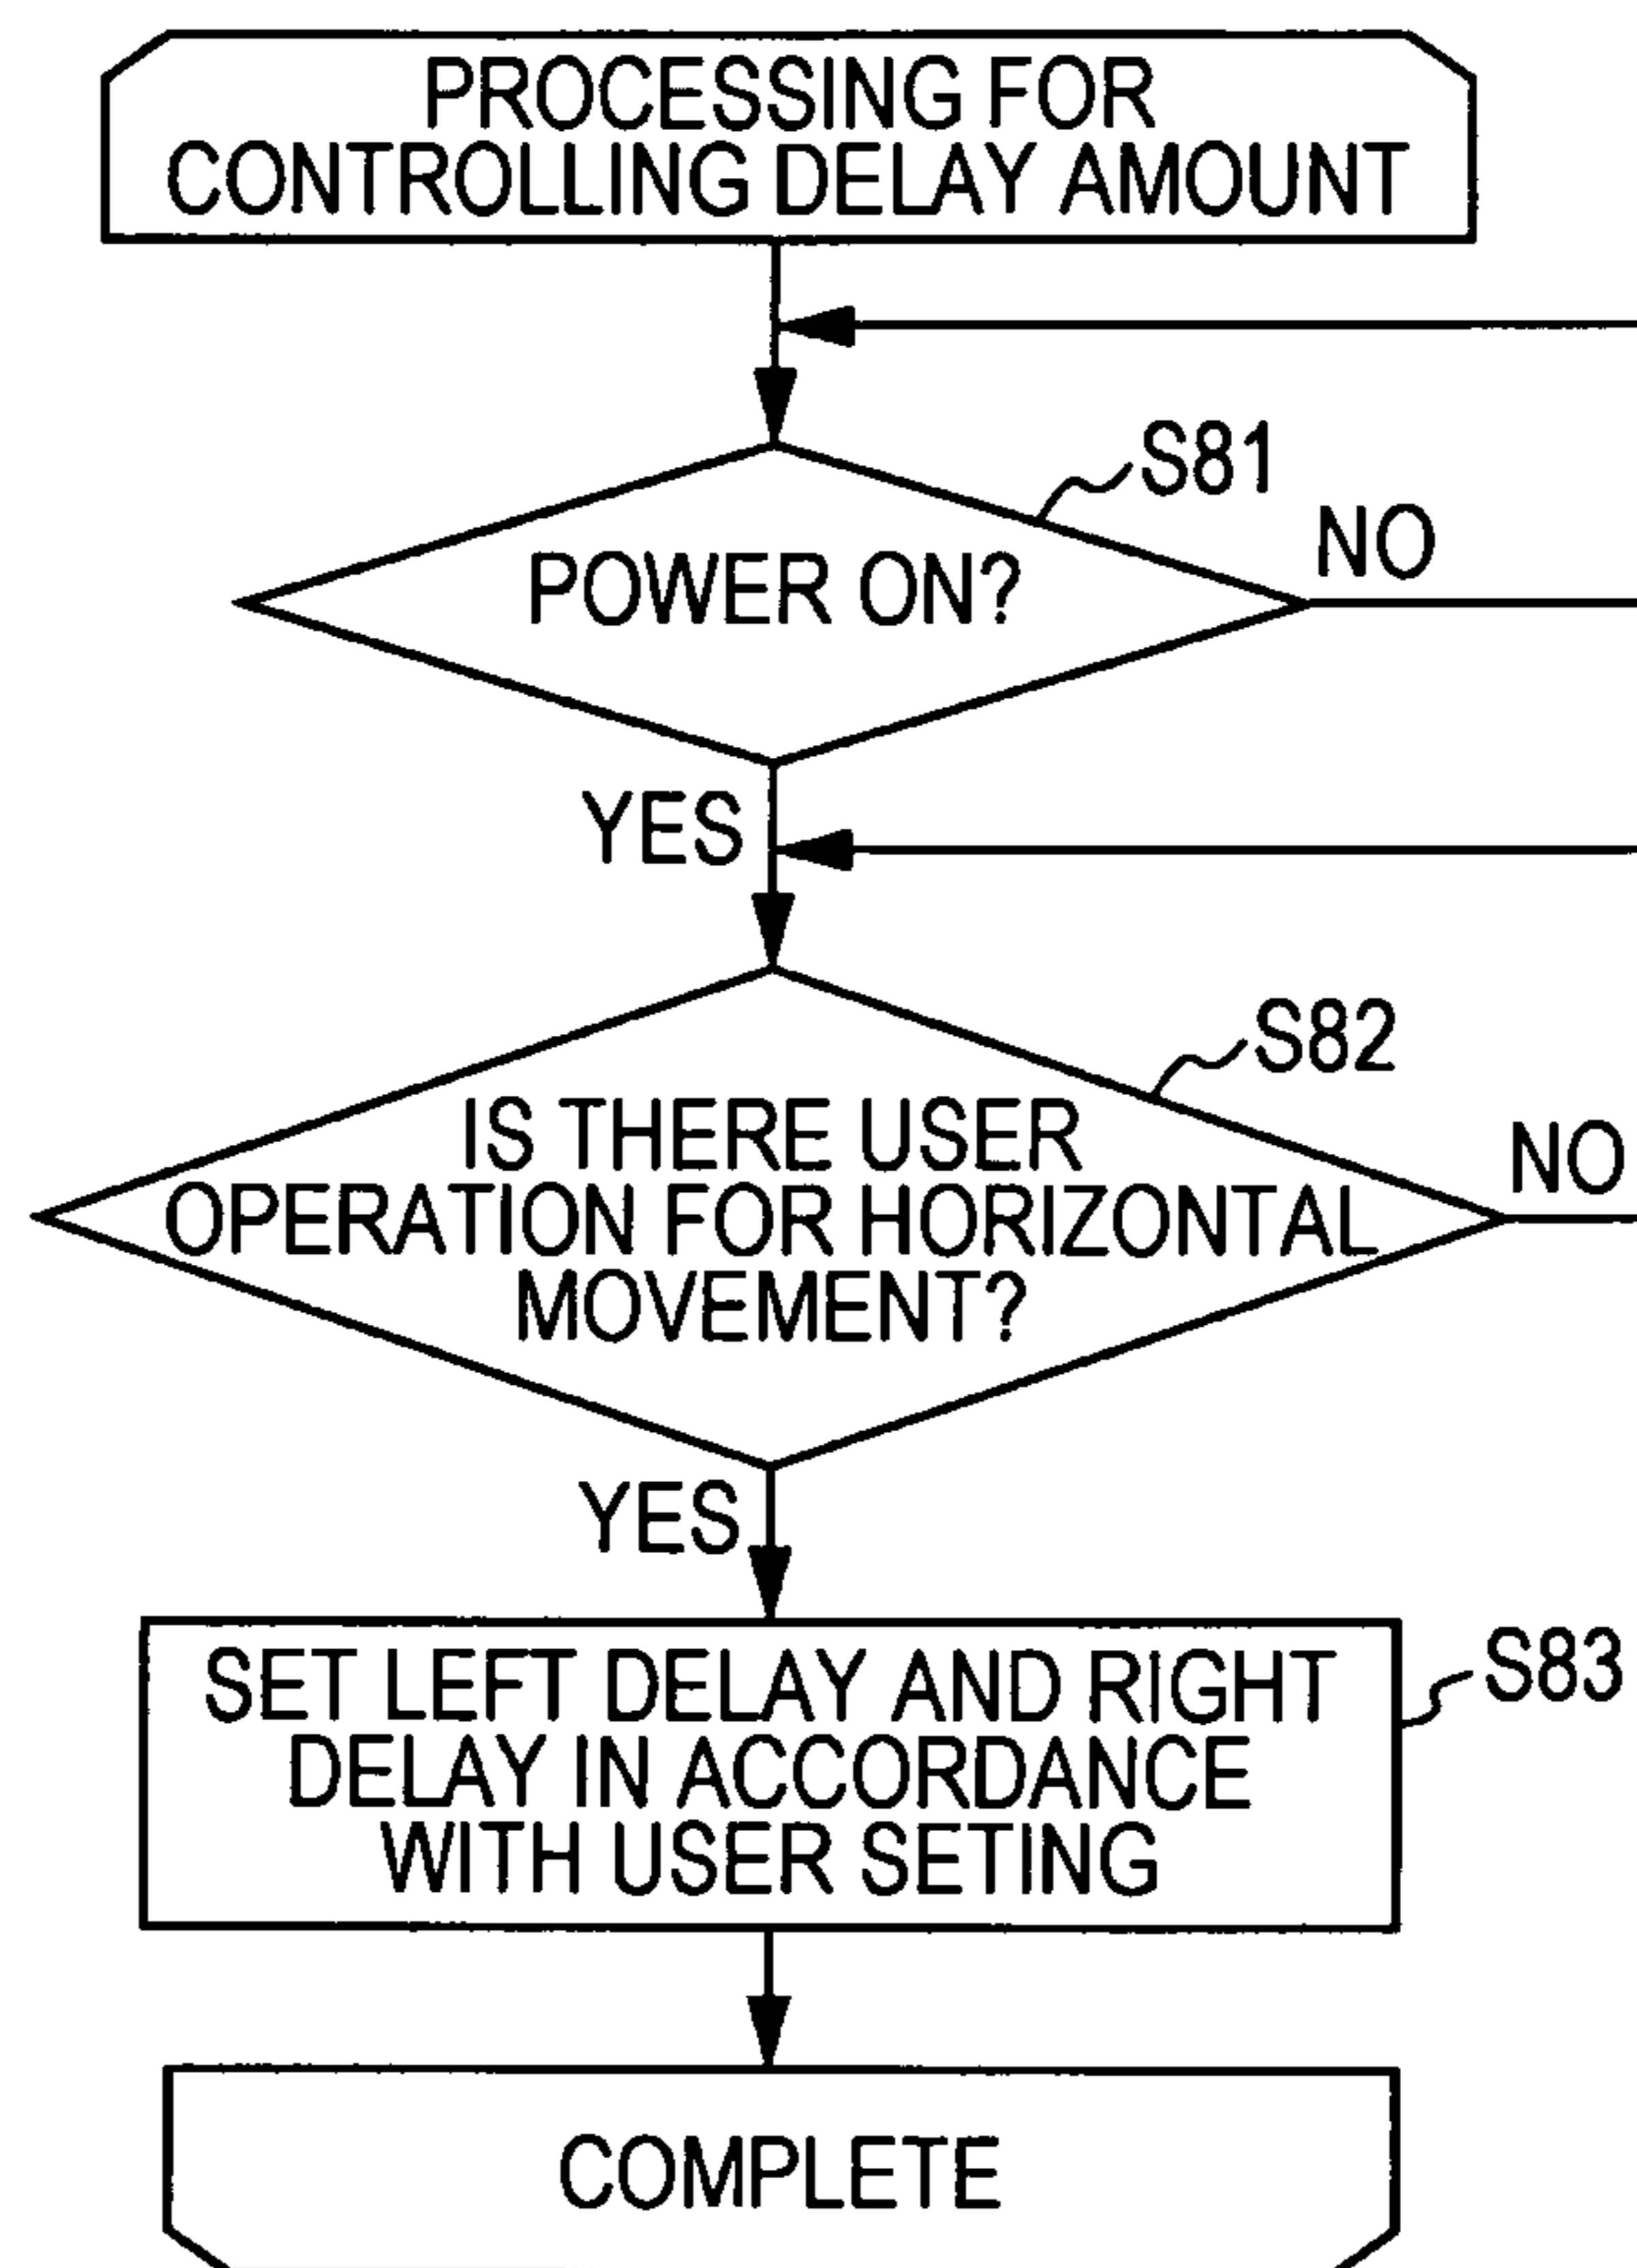 PROCESSING FOR
CONTROLLING DELAY AMOUNT
S81
POWER ON?
NO
YES
S82
IS THERE USER
OPERATION FOR HORIZONTAL
MOVEMENT?
NO
YES
SET LEFT DELAY AND RIGHT
DELAY IN ACCORDANCE
WITH USER SETING
S83
COMPLETE